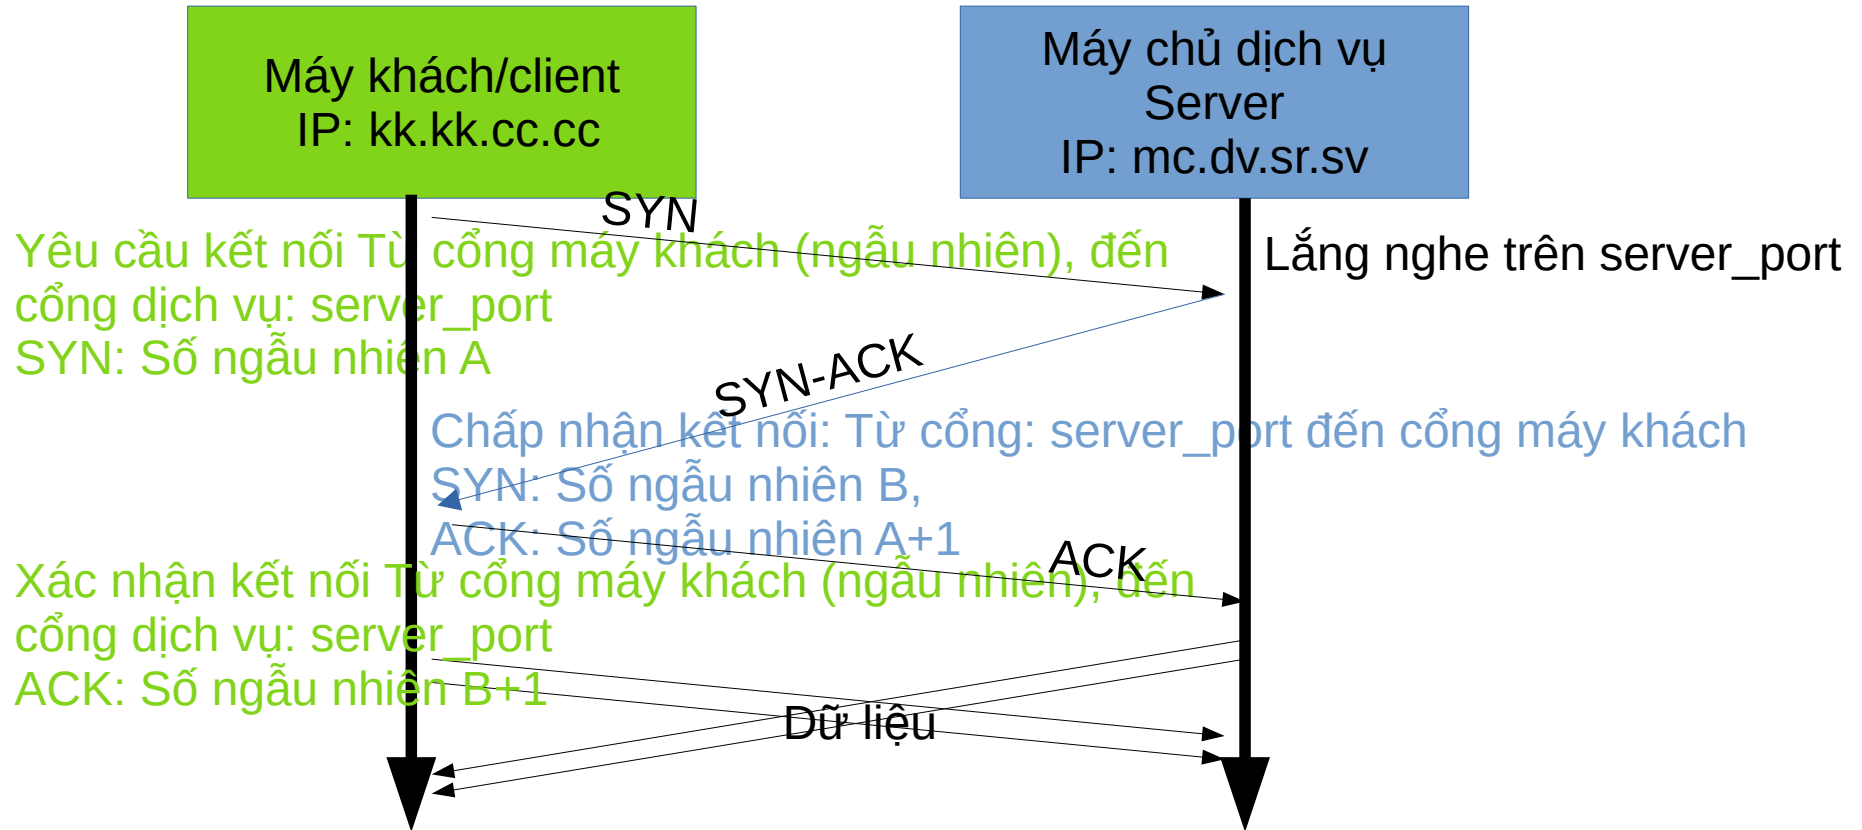 Máy khách/client
IP: kk.kk.cc.cc
Máy chủ dịch vụ
Server
IP: mc.dv.sr.sv
SYN
Yêu cầu kết nối Từ cổng máy khách (ngẫu nhiên), đến
cổng dịch vụ: server_port
SYN: Số ngẫu nhiên A
Lắng nghe trên server_port
SYN-ACK
Chấp nhận kết nối: Từ cổng: server_port đến cổng máy khách
SYN: Số ngẫu nhiên B,
ACK: Số ngẫu nhiên A+1
ACK
Xác nhận kết nối Từ cổng máy khách (ngẫu nhiên), đến
cổng dịch vụ: server_port
ACK: Số ngẫu nhiên B+1
Dữ liệu